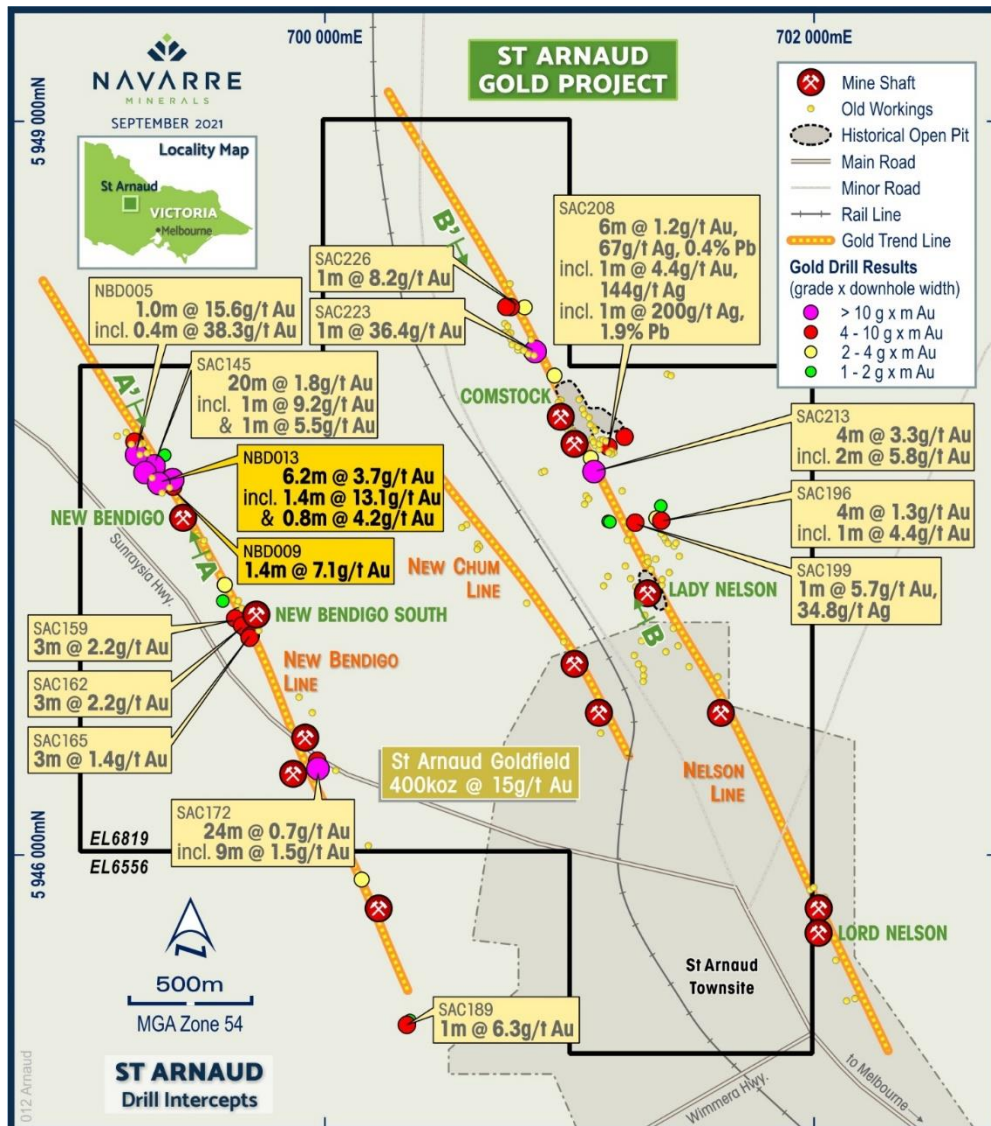 700 000mE
702 000mE
5 949 000mN
5 946 000mN
NAVARRE
MINERALS
SEPTEMBER 2021
Locality Map
St Arnaud
VICTORIA
Melbourne
ST ARNAUD
GOLD PROJECT
Mine Shaft
Old Workings
Historical Open Pit
Main Road
Minor Road
Rail Line
Gold Trend Line
Gold Drill Results
(grade x downhole width)
> 10 g x m Au
4 - 10 g x m Au
2 - 4 g x m Au
1 - 2 g x m Au
B'
SAC208
6m @ 1.2g/t Au,
67g/t Ag, 0.4% Pb
incl. 1m @ 4.4g/t Au,
144g/t Ag
incl. 1m @ 200g/t Ag,
1.9% Pb
SAC226
1m @ 8.2g/t Au
SAC223
1m @ 36.4g/t Au
NBD005
1.0m @ 15.6g/t Au
incl. 0.4m @ 38.3g/t Au
A'
SAC145
20m @ 1.8g/t Au
incl. 1m @ 9.2g/t Au
& 1m @ 5.5g/t Au
COMSTOCK
SAC213
4m @ 3.3g/t Au
incl. 2m @ 5.8g/t Au
NBD013
6.2m @ 3.7g/t Au
incl. 1.4m @ 13.1g/t Au
& 0.8m @ 4.2g/t Au
NEW BENDIGO
A
Sunraysia Hwy.
NBD009
1.4m @ 7.1g/t Au
SAC196
4m @ 1.3g/t Au
incl. 1m @ 4.4g/t Au
SAC199
1m @ 5.7g/t Au,
34.8g/t Ag
NEW CHUM
LINE
LADY NELSON
B
NEW BENDIGO SOUTH
SAC159
3m @ 2.2g/t Au
SAC162
3m @ 2.2g/t Au
SAC165
3m @ 1.4g/t Au
NEW BENDIGO
LINE
St Arnaud Goldfield
400koz @ 15g/t Au
NELSON
LINE
SAC172
24m @ 0.7g/t Au
incl. 9m @ 1.5g/t Au
EL6819
EL6556
LORD NELSON
St Arnaud
Townsite
500m
MGA Zone 54
SAC189
1m @ 6.3g/t Au
ST ARNAUD
Drill Intercepts
Wimmera Hwy.
to Melbourne
012 Arnaud